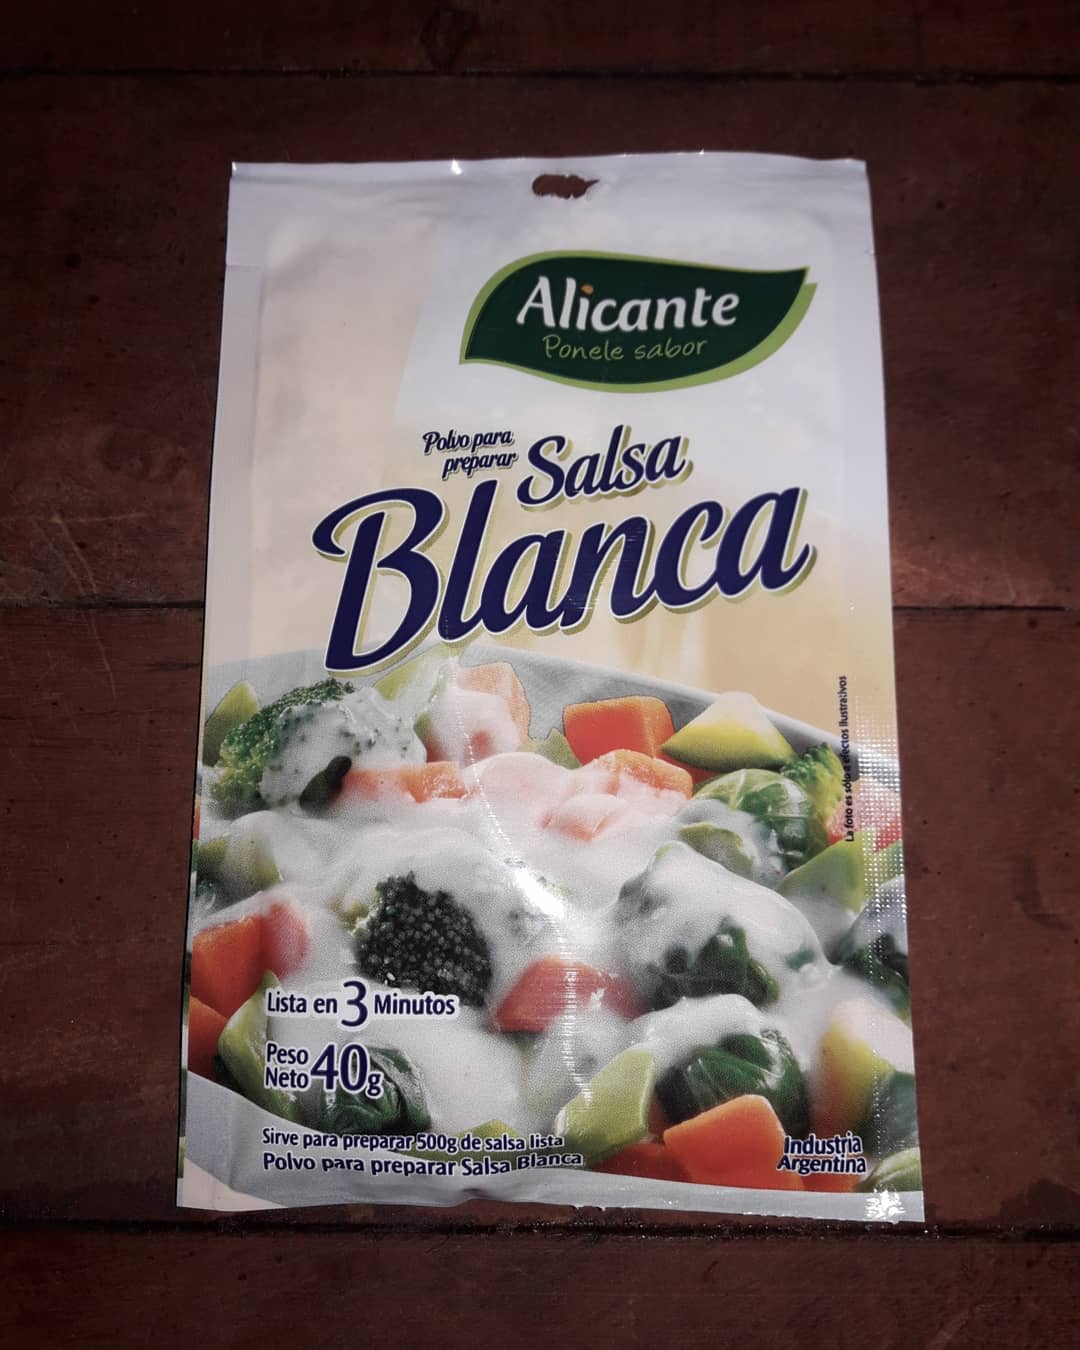 Alicante
Ponele sabor
Polvo para
preparar
Salsa
Blanca
La foto es sólo a efectos ilustrativos
Lista en 3 Minutos
Peso
Neto 40g
Sirve para preparar 500g de salsa lista
Polvo para preparar Salsa Blanca
Industria
Argentina